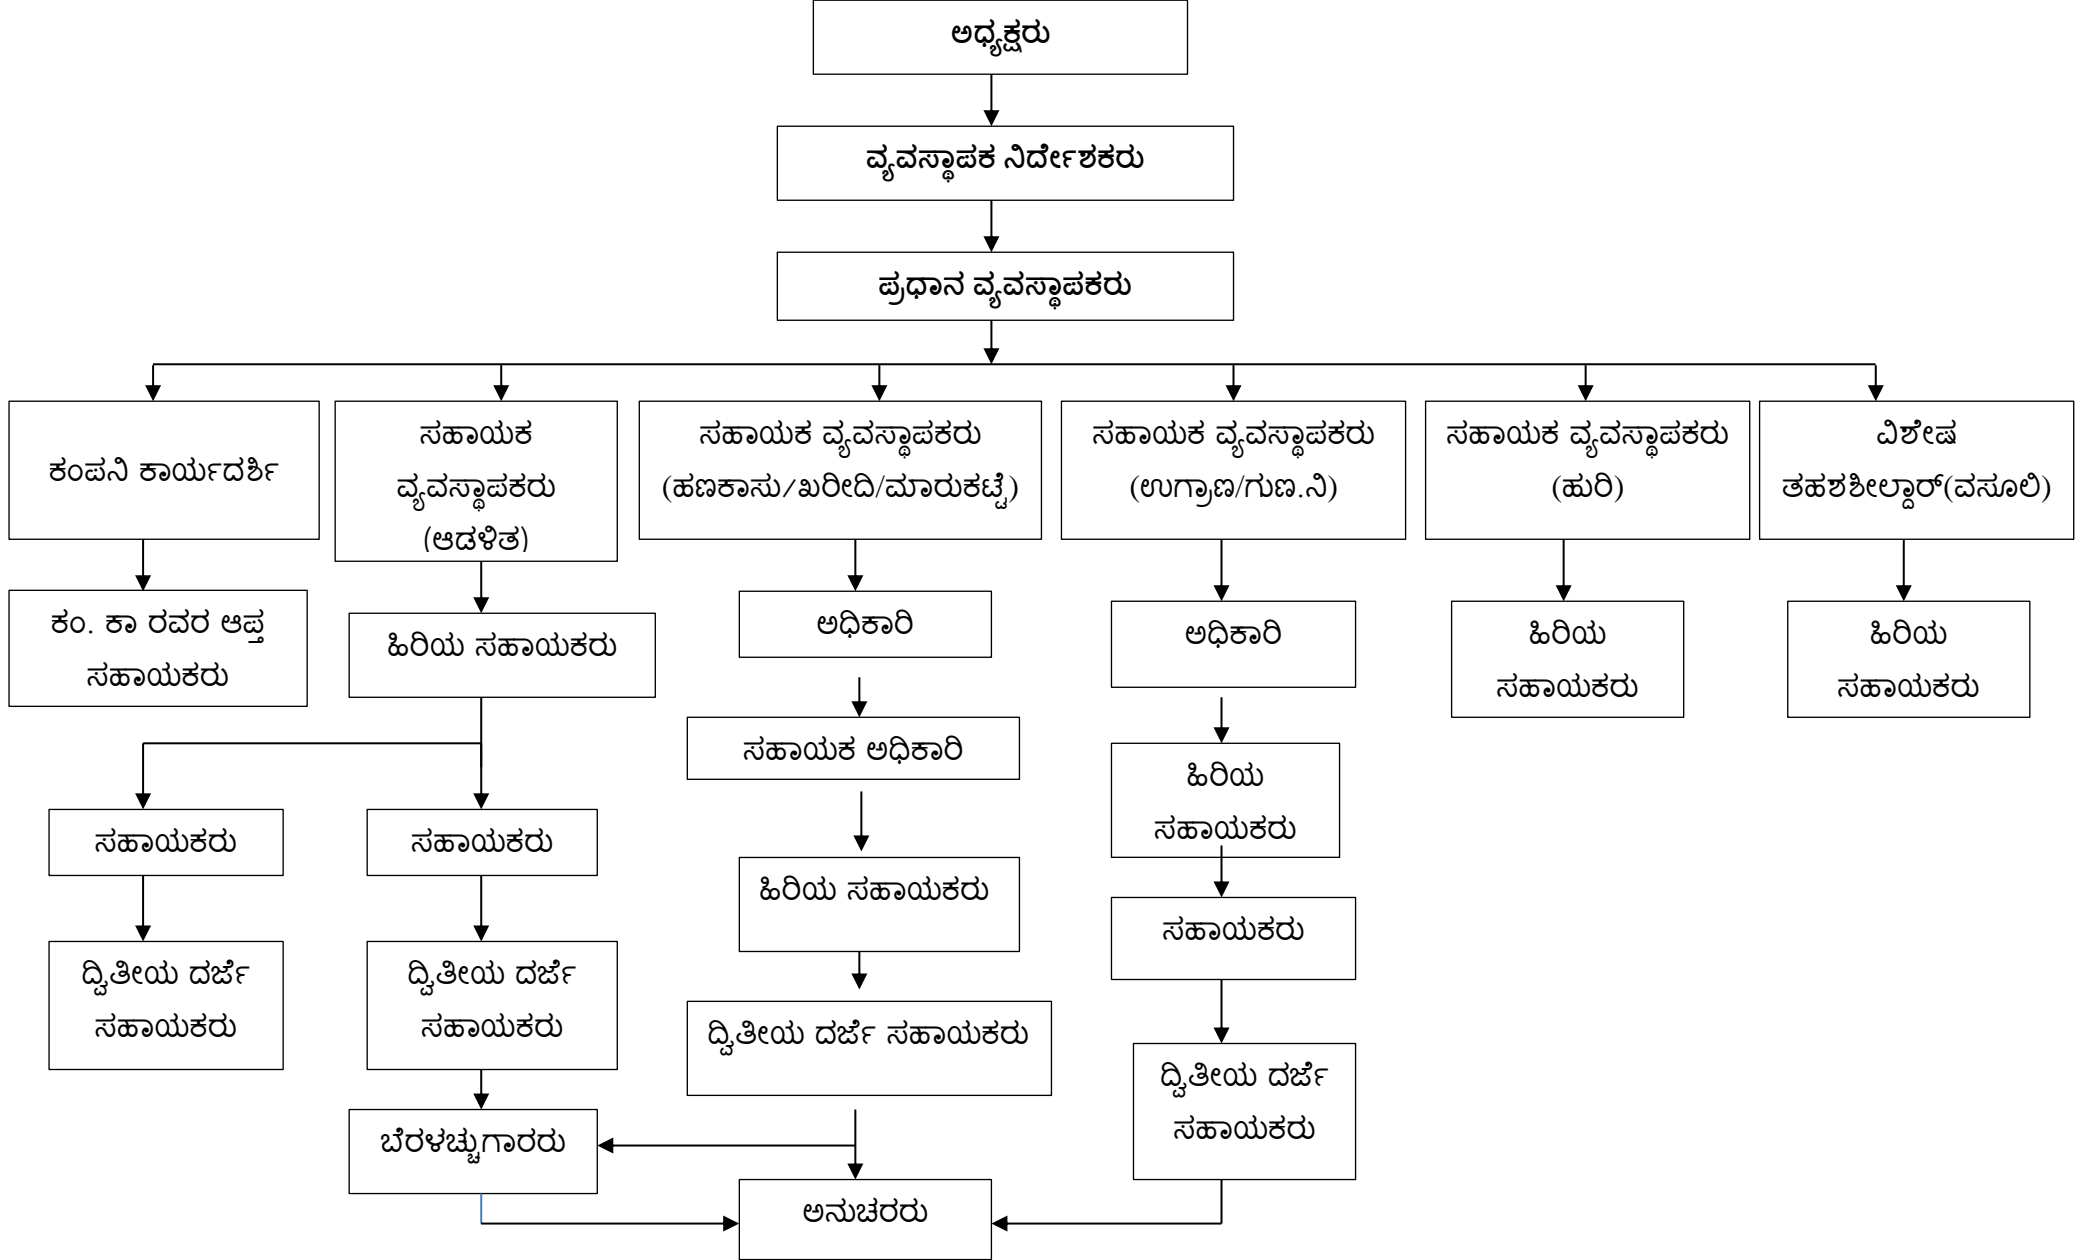 ಅಧ್ಯಕ್ಷರು
ವ್ಯವಸ್ಥಾಪಕ ನಿರ್ದೇಶಕರು
ಪ್ರಧಾನ ವ್ಯವಸ್ಥಾಪಕರು
ಕಂಪನಿ ಕಾರ್ಯದರ್ಶಿ
ಸಹಾಯಕ
ವ್ಯವಸ್ಥಾಪಕರು
(ಆಡಳಿತ)
ಸಹಾಯಕ ವ್ಯವಸ್ಥಾಪಕರು
(ಹಣಕಾಸು/ಖರೀದಿ/ಮಾರುಕಟ್ಟೆ)
ಸಹಾಯಕ ವ್ಯವಸ್ಥಾಪಕರು
(ಉಗ್ರಾಣ/ಗುಣ.ನಿ)
ಸಹಾಯಕ ವ್ಯವಸ್ಥಾಪಕರು
(ಹುರಿ)
ವಿಶೇಷ
ತಹಶಶೀಲ್ದಾರ್(ವಸೂಲಿ)
ಕಂ. ಕಾ ರವರ ಆಪ್ತ
ಸಹಾಯಕರು
ಹಿರಿಯ ಸಹಾಯಕರು
ಅಧಿಕಾರಿ
ಅಧಿಕಾರಿ
ಹಿರಿಯ
ಸಹಾಯಕರು
ಹಿರಿಯ
ಸಹಾಯಕರು
ಸಹಾಯಕ ಅಧಿಕಾರಿ
ಹಿರಿಯ
ಸಹಾಯಕರು
ಸಹಾಯಕರು
ಸಹಾಯಕರು
ಹಿರಿಯ ಸಹಾಯಕರು
ಸಹಾಯಕರು
ದ್ವಿತೀಯ ದರ್ಜೆ
ಸಹಾಯಕರು
ದ್ವಿತೀಯ ದರ್ಜೆ
ಸಹಾಯಕರು
ದ್ವಿತೀಯ ದರ್ಜೆ ಸಹಾಯಕರು
ದ್ವಿತೀಯ ದರ್ಜೆ
ಸಹಾಯಕರು
ಬೆರಳಚ್ಚುಗಾರರು
ಅನುಚರರು